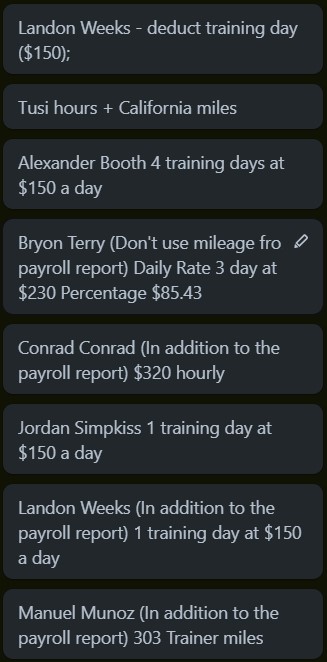 Landon Weeks - deduct training day
($150);
Tusi hours + California miles
Alexander Booth 4 training days at
$150 a day
Bryon Terry (Don't use mileage fro
payroll report) Daily Rate 3 day at
$230 Percentage $85.43
Conrad Conrad (In addition to the
payroll report) $320 hourly
Jordan Simpkiss 1 training day at
$150 a day
Landon Weeks (In addition to the
payroll report) 1 training day at $150
a day
Manuel Munoz (In addition to the
payroll report) 303 Trainer miles